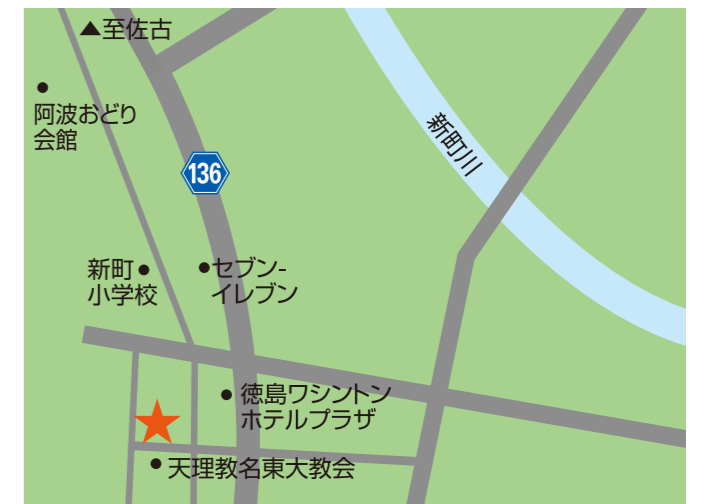 ▲至佐古
阿波おどり
会館
136
新町川
新町
小学校
セブン-
イレブン
徳島ワシントン
ホテルプラザ
天理教名東大教会